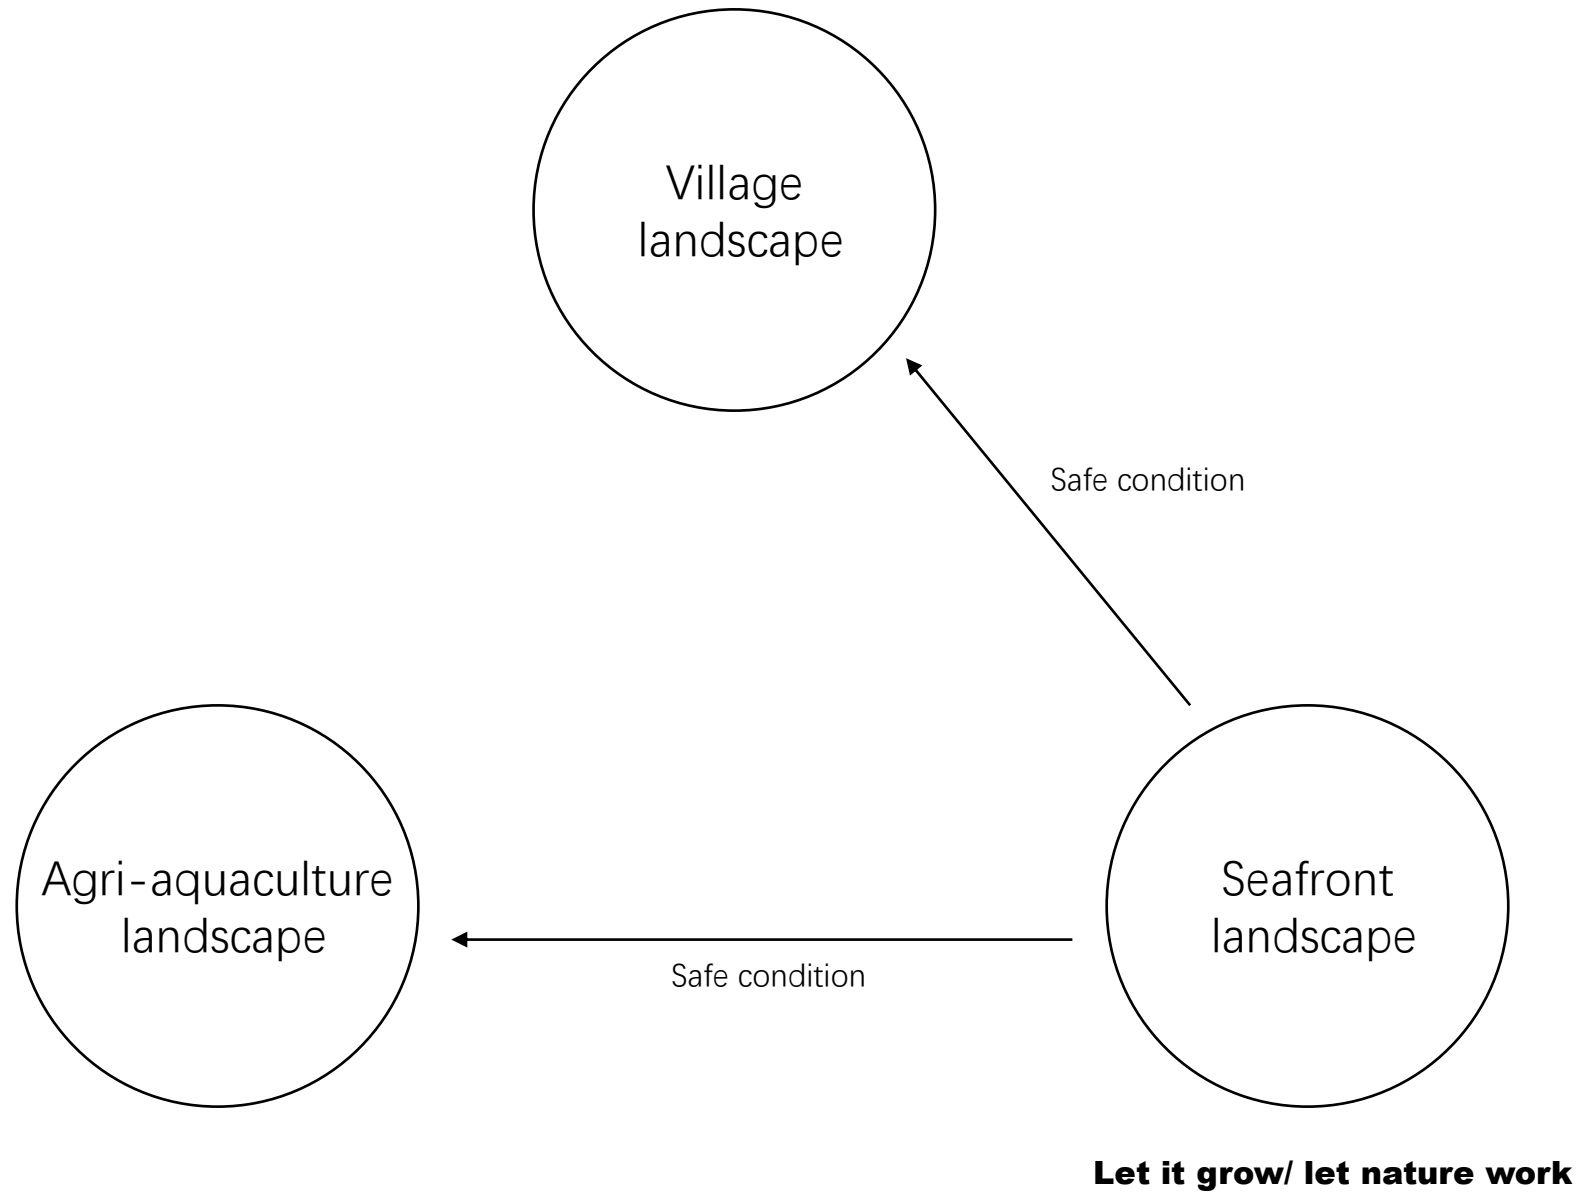 Village
landscape
Safe condition
Agri-aquaculture
landscape
Seafront
landscape
Safe condition
Let it grow/ let nature work